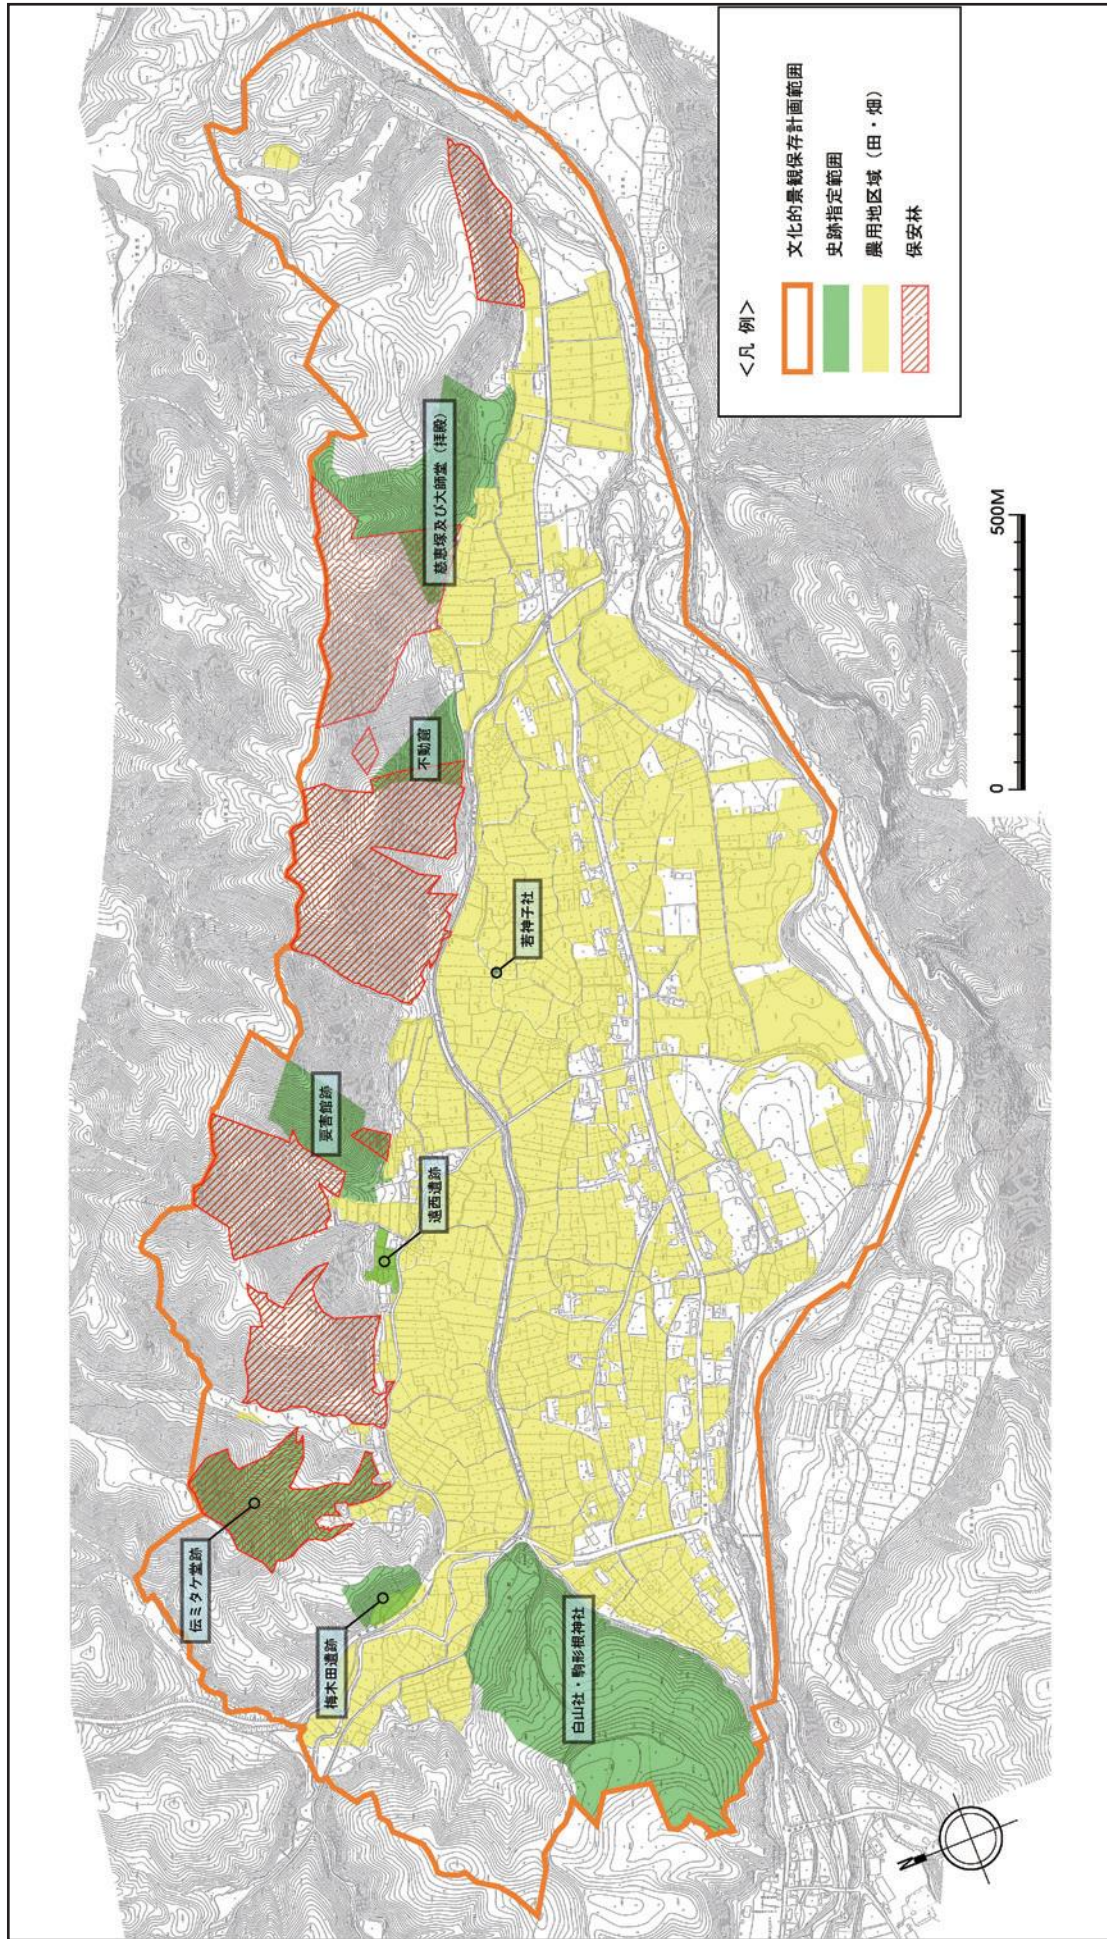 ＜凡 例＞
文化的景観保存計画範囲
史跡指定範囲
農用地区域（田・畑）
保安林
伝ミタケ堂跡
梅木田遺跡
白山社・駒形根神社
要害館跡
遠西遺跡
若神子社
不動窟
慈恵塚及び大師堂（拝殿）
0
500M
N